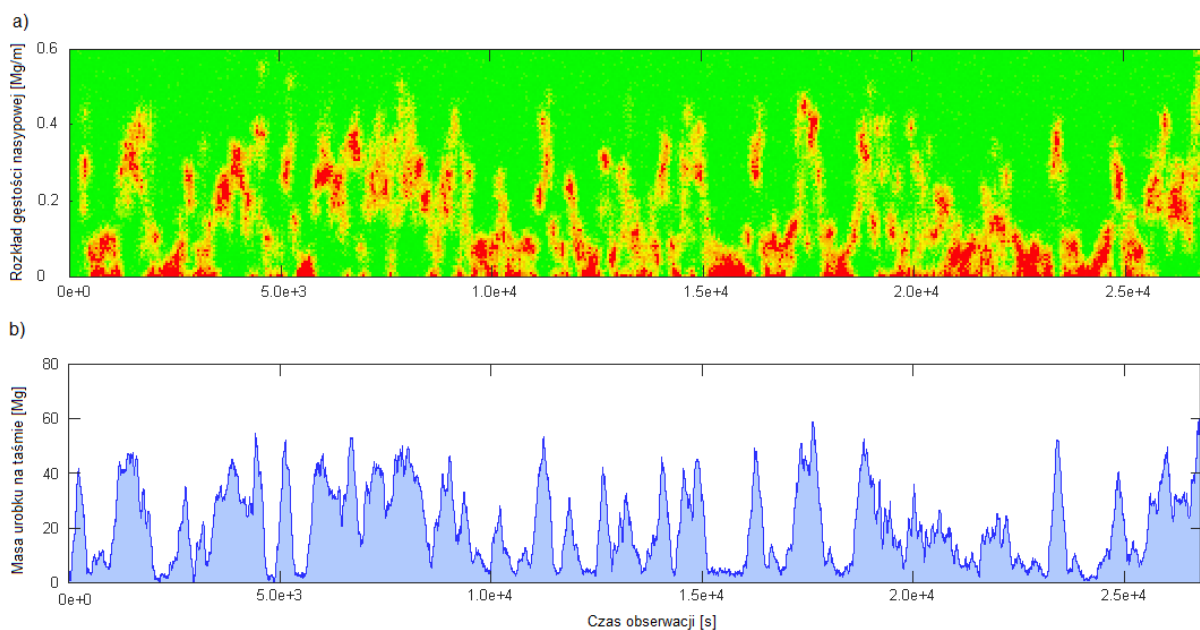 a)
Rozkład gęstości nasypowej [Mg/m]
0.6
0.4
0.2
0
0e+0
5.0e-3
1.0e+4
1.5e+4
2.0e+4
2.5e+4
b)
Masa urobku na taśmie [Mg]
80
60
40
20
0
0e+0
5.0e-3
1.0e+4
1.5e+4
2.0e+4
2.5e+4
Czas obserwacji [s]